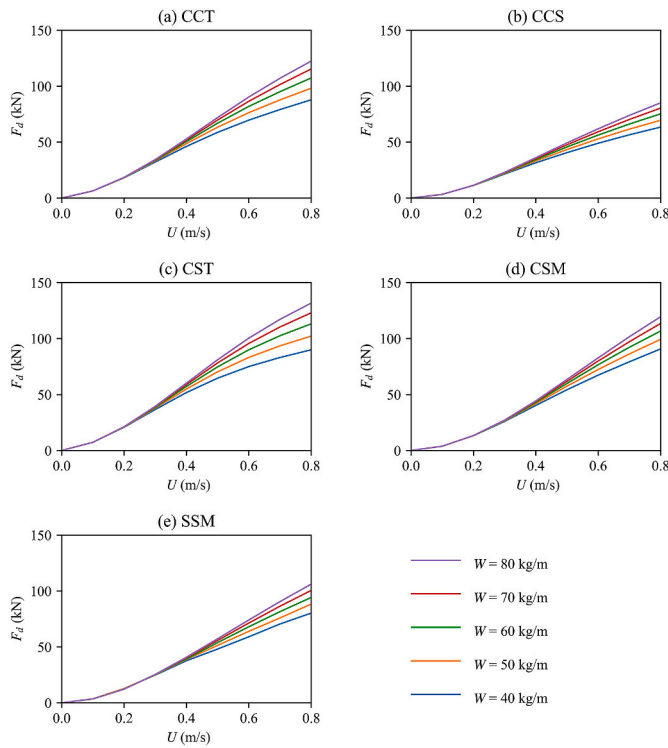 (a) CCT
150
100
50
0
F_d (kN)
0.0 0.2 0.4 0.6 0.8
U (m/s)
(b) CCS
150
100
50
0
F_d (kN)
0.0 0.2 0.4 0.6 0.8
U (m/s)
(c) CST
150
100
50
0
F_d (kN)
0.0 0.2 0.4 0.6 0.8
U (m/s)
(d) CSM
150
100
50
0
F_d (kN)
0.0 0.2 0.4 0.6 0.8
U (m/s)
(e) SSM
150
100
50
0
F_d (kN)
0.0 0.2 0.4 0.6 0.8
U (m/s)
W = 80 kg/m
W = 70 kg/m
W = 60 kg/m
W = 50 kg/m
W = 40 kg/m